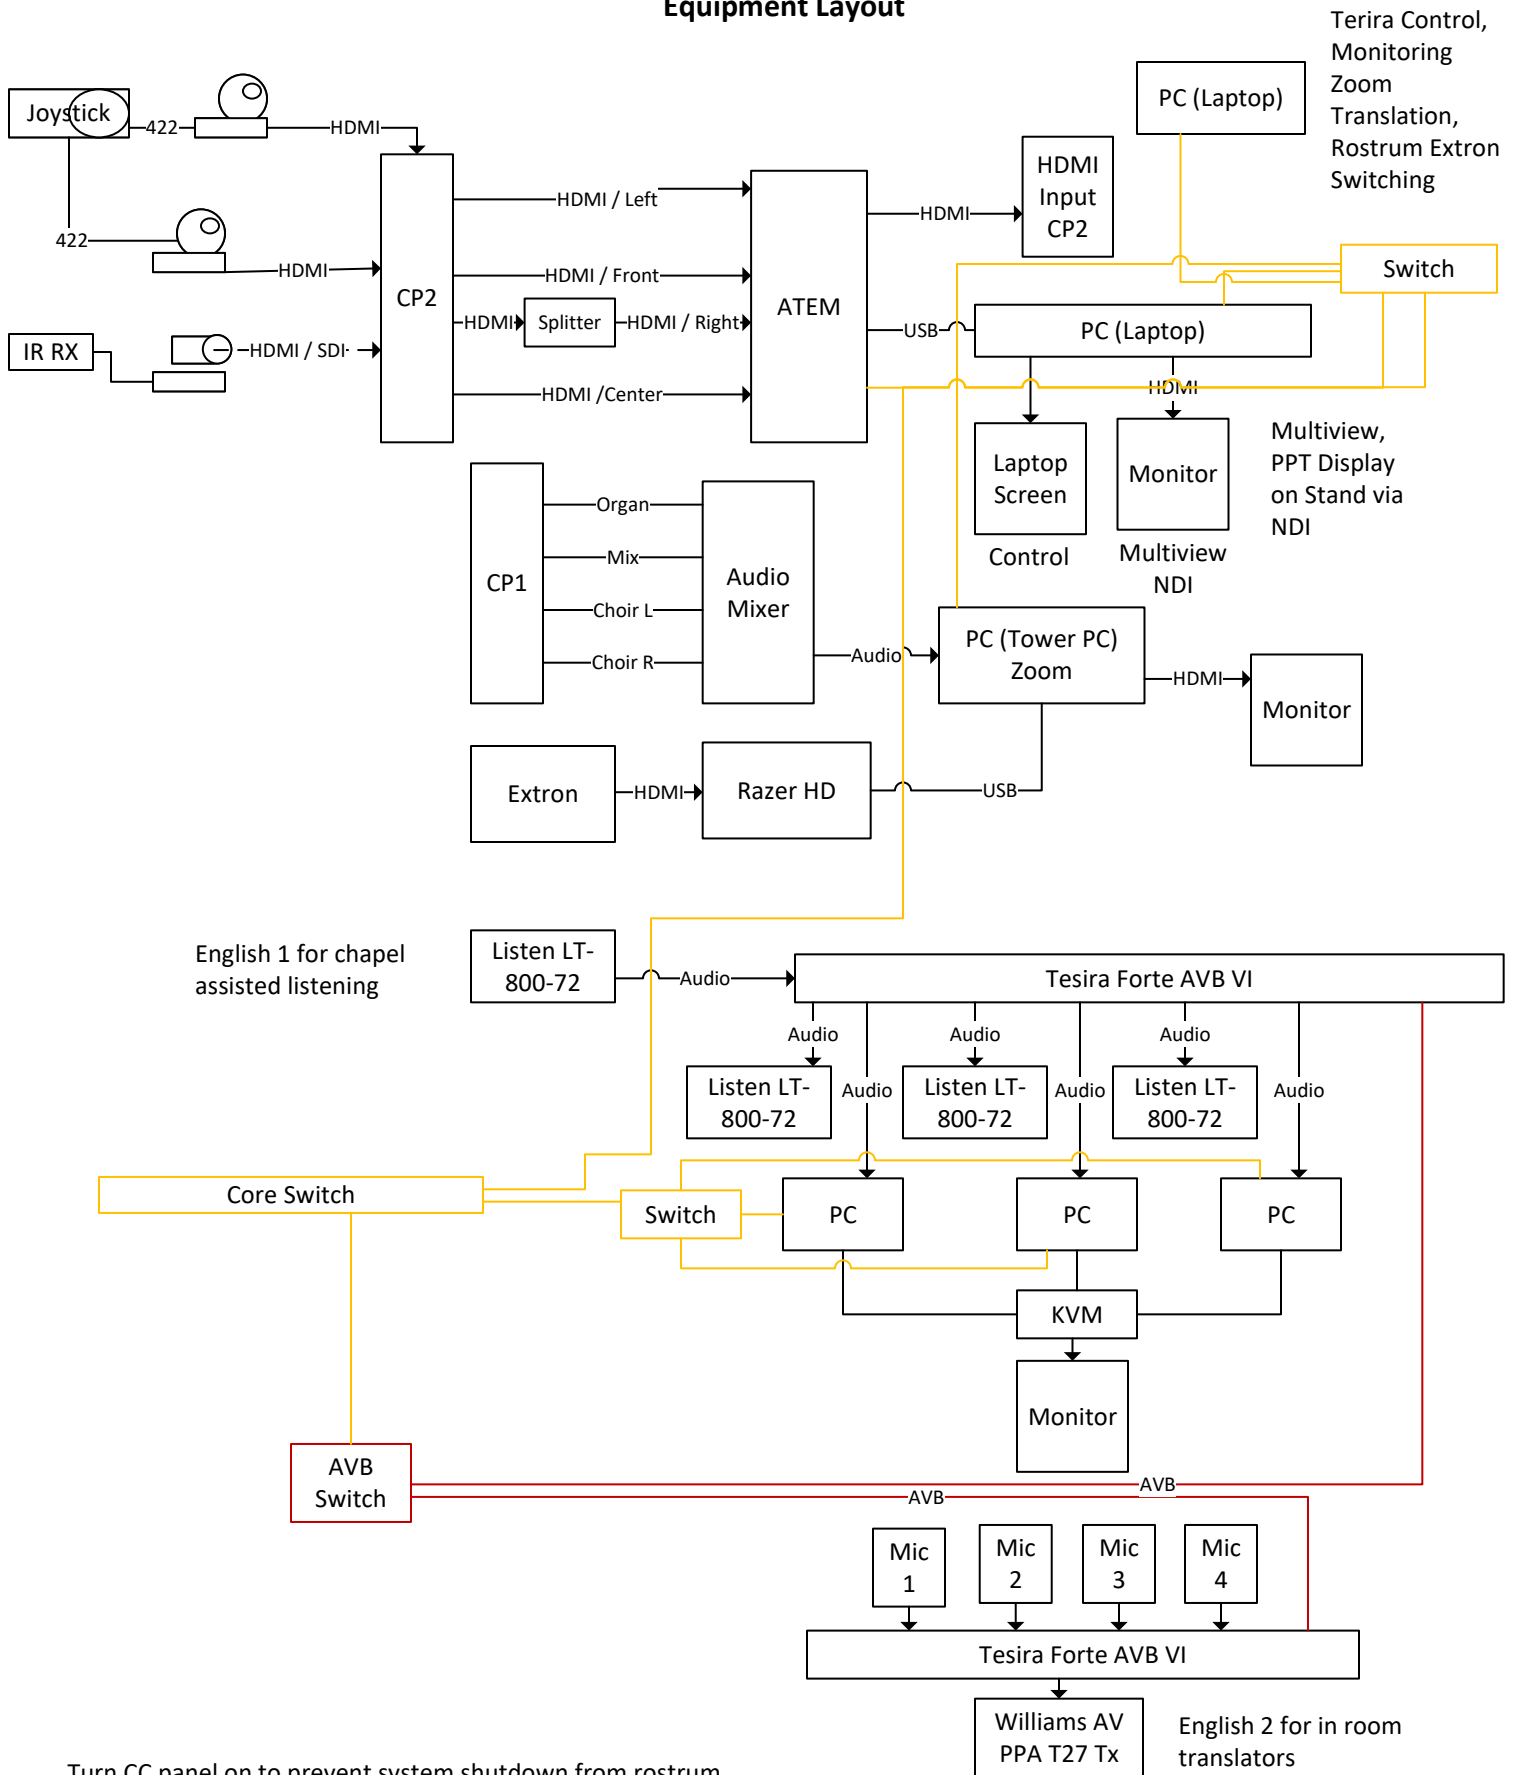 Equipment Layout
Terira Control,
Monitoring
Zoom
Translation,
Rostrum Extron
Switching
PC (Laptop)
Joystick
422
HDMI
HDMI
Input
CP2
HDMI / Left
HDMI
422
HDMI
CP2
HDMI / Front
ATEM
Switch
HDMI
Splitter
HDMI / Right
USB
PC (Laptop)
IR RX
HDMI / SDI
HDMI /Center
HDMI
Laptop
Screen
Monitor
Multiview,
PPT Display
on Stand via
NDI
Control
Multiview
NDI
CP1
Organ
Mix
Choir L
Choir R
Audio
Mixer
Audio
PC (Tower PC)
Zoom
HDMI
Monitor
Extron
HDMI
Razer HD
USB
English 1 for chapel
assisted listening
Listen LT-
800-72
Audio
Tesira Forte AVB VI
Audio
Audio
Audio
Listen LT-
800-72
Audio
Listen LT-
800-72
Audio
Listen LT-
800-72
Audio
Core Switch
Switch
PC
PC
PC
KVM
Monitor
AVB
Switch
AVB
AVB
Mic
1
Mic
2
Mic
3
Mic
4
Tesira Forte AVB VI
Williams AV
PPA T27 Tx
English 2 for in room
translators
Turn CC panel on to prevent system shutdown from rostrum